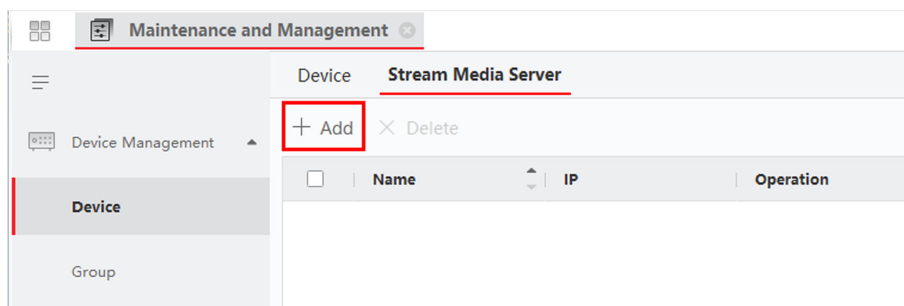 Maintenance and Management
Device Stream Media Server
+ Add × Delete
Device Management
Name IP Operation
Device
Group